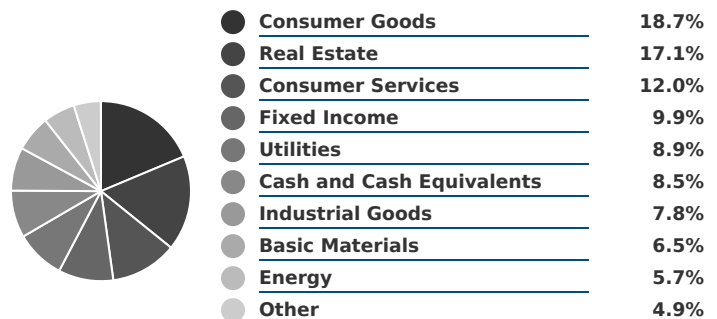 Consumer Goods 18.7%
Real Estate 17.1%
Consumer Services 12.0%
Fixed Income 9.9%
Utilities 8.9%
Cash and Cash Equivalents 8.5%
Industrial Goods 7.8%
Basic Materials 6.5%
Energy 5.7%
Other 4.9%